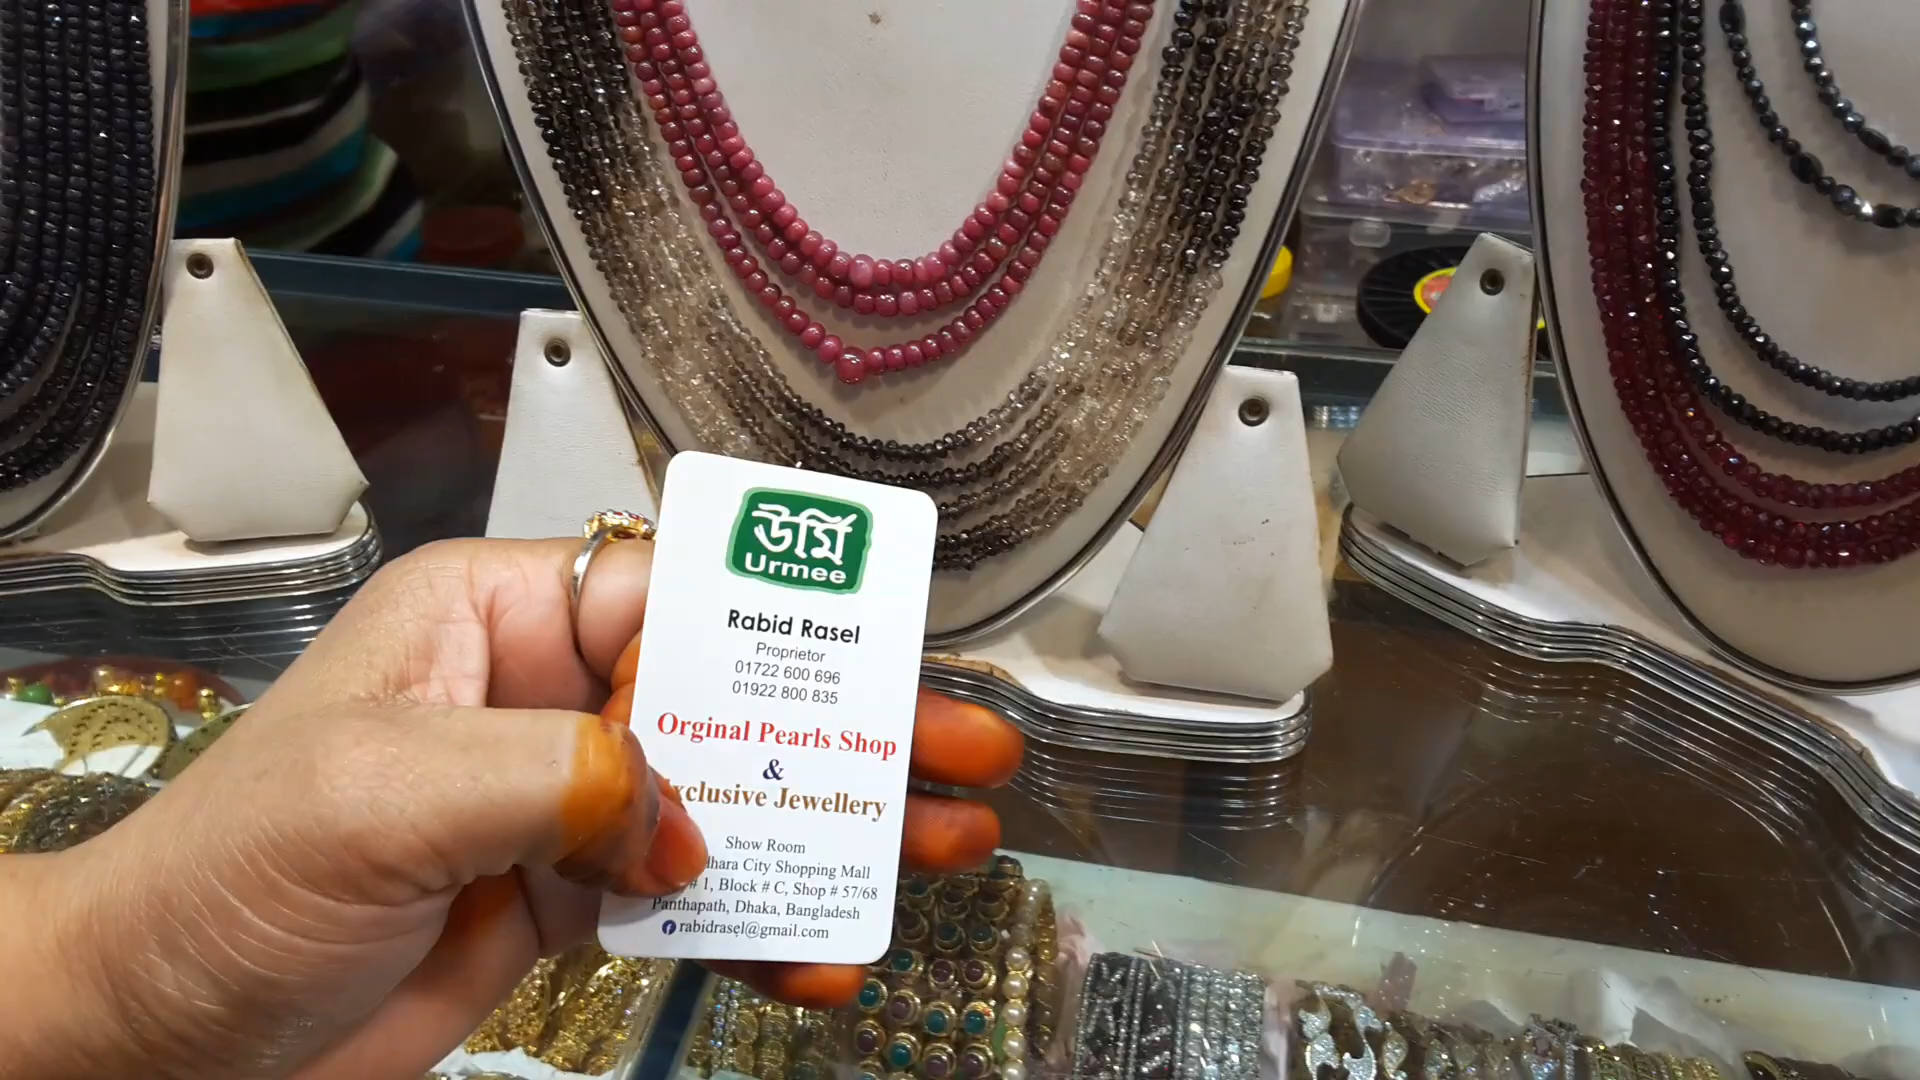 ঊর্মি
Urmee
Rabid Rasel
Proprietor
01722 600 696
01922 800 835
Orginal Pearls Shop
&
xclusive Jewellery
Show Room
dhara City Shopping Mall
# 1, Block # C, Shop # 57/68
Panthapath, Dhaka, Bangladesh
rabidrasel@gmail.com